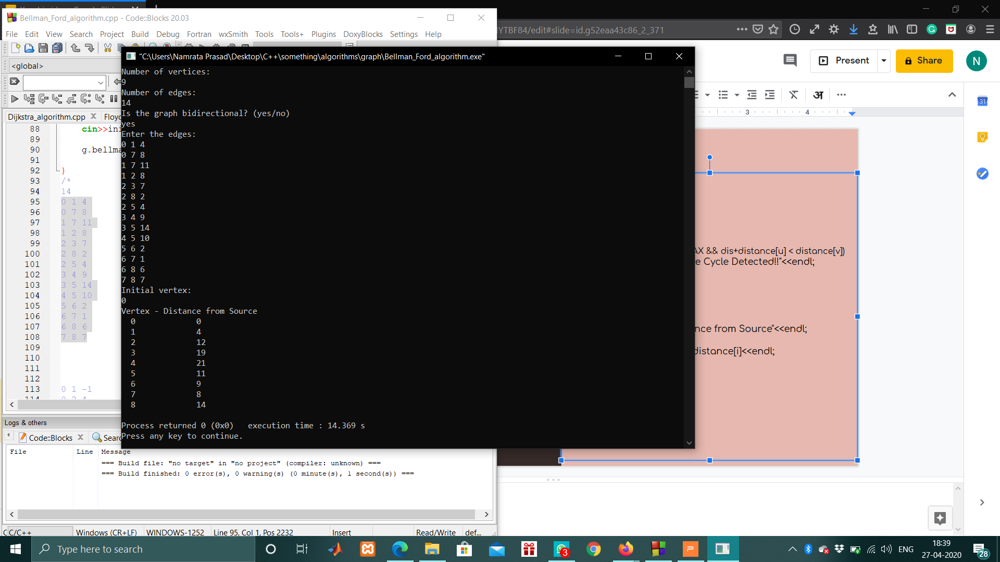 Bellman_Ford_algorithm.cpp - Code::Blocks 20.03
File Edit View Search Project Build Debug Fortran wxSmith Tools Tools+ Plugins DoxyBlocks Settings Help
<global>
Dijkstra_algorithm.cpp
88 cin>>ini
89
90 g.bellma
91
92 }
93 /*
94 14
95 0 1 4
96 0 7 8
97 1 7 11
98 1 2 8
99 2 3 7
100 2 8 2
101 2 5 4
102 3 4 9
103 3 5 14
104 4 5 10
105 5 6 2
106 6 7 1
107 6 8 6
108 7 8 7
109
110
111
112
113 0 1 -1
"C:\Users\Namrata Prasad\Desktop\C++\something\algorithms\graph\Bellman_Ford_algorithm.exe"
Number of vertices:
9
Number of edges:
14
Is the graph bidirectional? (yes/no)
yes
Enter the edges:
0 1 4
0 7 8
1 7 11
1 2 8
2 3 7
2 8 2
2 5 4
3 4 9
3 5 14
4 5 10
5 6 2
6 7 1
6 8 6
7 8 7
Initial vertex:
0
Vertex - Distance from Source
0 0
1 4
2 12
3 19
4 21
5 11
6 9
7 8
8 14
Process returned 0 (0x0) execution time : 14.369 s
Press any key to continue.
Logs & others
Code::Blocks
File Line Message
=== Build file: "no target" in "no project" (compiler: unknown) ===
=== Build finished: 0 error(s), 0 warning(s) (0 minute(s), 1 second(s)) ===
C/C++ Windows (CR+LF) WINDOWS-1252 Line 95, Col 1, Pos 2232 Insert Read/Write def...
YTBF84/edit#slide=id.g52eaa43c86_2_371
Present
Share
N
अ
3 4
31
AX && dis+distance[u] < distance[v])
e Cycle Detected!!"<<endl;
nce from Source"<<endl;
distance[i]<<endl;
Type here to search
3
ENG
18:39
27-04-2020
28